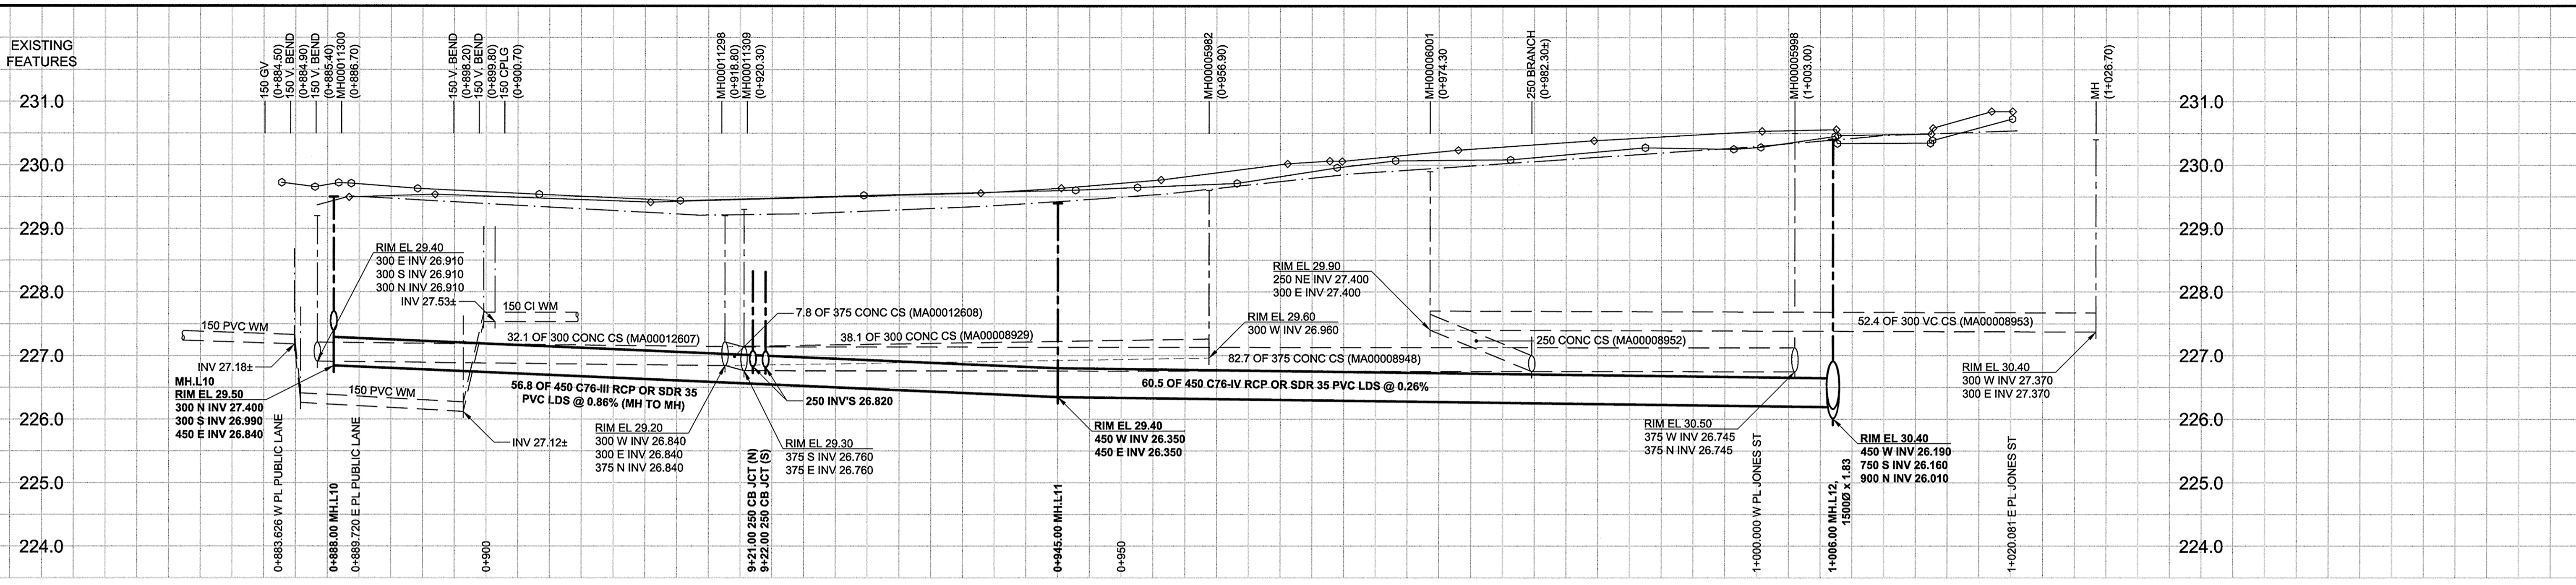 EXISTING
FEATURES
150 GV
(0+884.50)
150 V. BEND
(0+884.90)
150 V. BEND
(0+885.40)
MH00011300
(0+886.70)
150 V. BEND
(0+898.20)
150 V. BEND
(0+899.80)
150 CPLG
(0+900.70)
MH00011298
(0+918.80)
MH00011309
(0+920.30)
MH00005982
(0+956.90)
MH00006001
(0+974.30
250 BRANCH
(0+982.30±)
MH00005998
(1+003.00)
MH
(1+026.70)
231.0
231.0
230.0
230.0
229.0
229.0
228.0
228.0
227.0
227.0
226.0
226.0
225.0
225.0
224.0
224.0
RIM EL 29.40
300 E INV 26.910
300 S INV 26.910
300 N INV 26.910
INV 27.53±
150 CI WM
150 PVC WM
INV 27.18±
MH.L10
RIM EL 29.50
300 N INV 27.400
300 S INV 26.990
450 E INV 26.840
150 PVC WM
INV 27.12±
32.1 OF 300 CONC CS (MA00012607)
56.8 OF 450 C76-III RCP OR SDR 35
PVC LDS @ 0.86% (MH TO MH)
7.8 OF 375 CONC CS (MA00012608)
38.1 OF 300 CONC CS (MA00008929)
250 INV'S 26.820
RIM EL 29.20
300 W INV 26.840
300 E INV 26.840
375 N INV 26.840
RIM EL 29.30
375 S INV 26.760
375 E INV 26.760
RIM EL 29.60
300 W INV 26.960
RIM EL 29.90
250 NE INV 27.400
300 E INV 27.400
82.7 OF 375 CONC CS (MA00008948)
60.5 OF 450 C76-IV RCP OR SDR 35 PVC LDS @ 0.26%
250 CONC CS (MA00008952)
RIM EL 29.40
450 W INV 26.350
450 E INV 26.350
52.4 OF 300 VC CS (MA00008953)
RIM EL 30.50
375 W INV 26.745
375 N INV 26.745
RIM EL 30.40
450 W INV 26.190
750 S INV 26.160
900 N INV 26.010
RIM EL 30.40
300 W INV 27.370
300 E INV 27.370
0+883.626 W PL PUBLIC LANE
0+888.00 MH.L10
0+889.720 E PL PUBLIC LANE
0+900
9+21.00 250 CB JCT (N)
9+22.00 250 CB JCT (S)
0+945.00 MH.L11
0+950
1+000.000 W PL JONES ST
1+006.00 MH.L12,
1500Ø x 1.83
1+020.081 E PL JONES ST